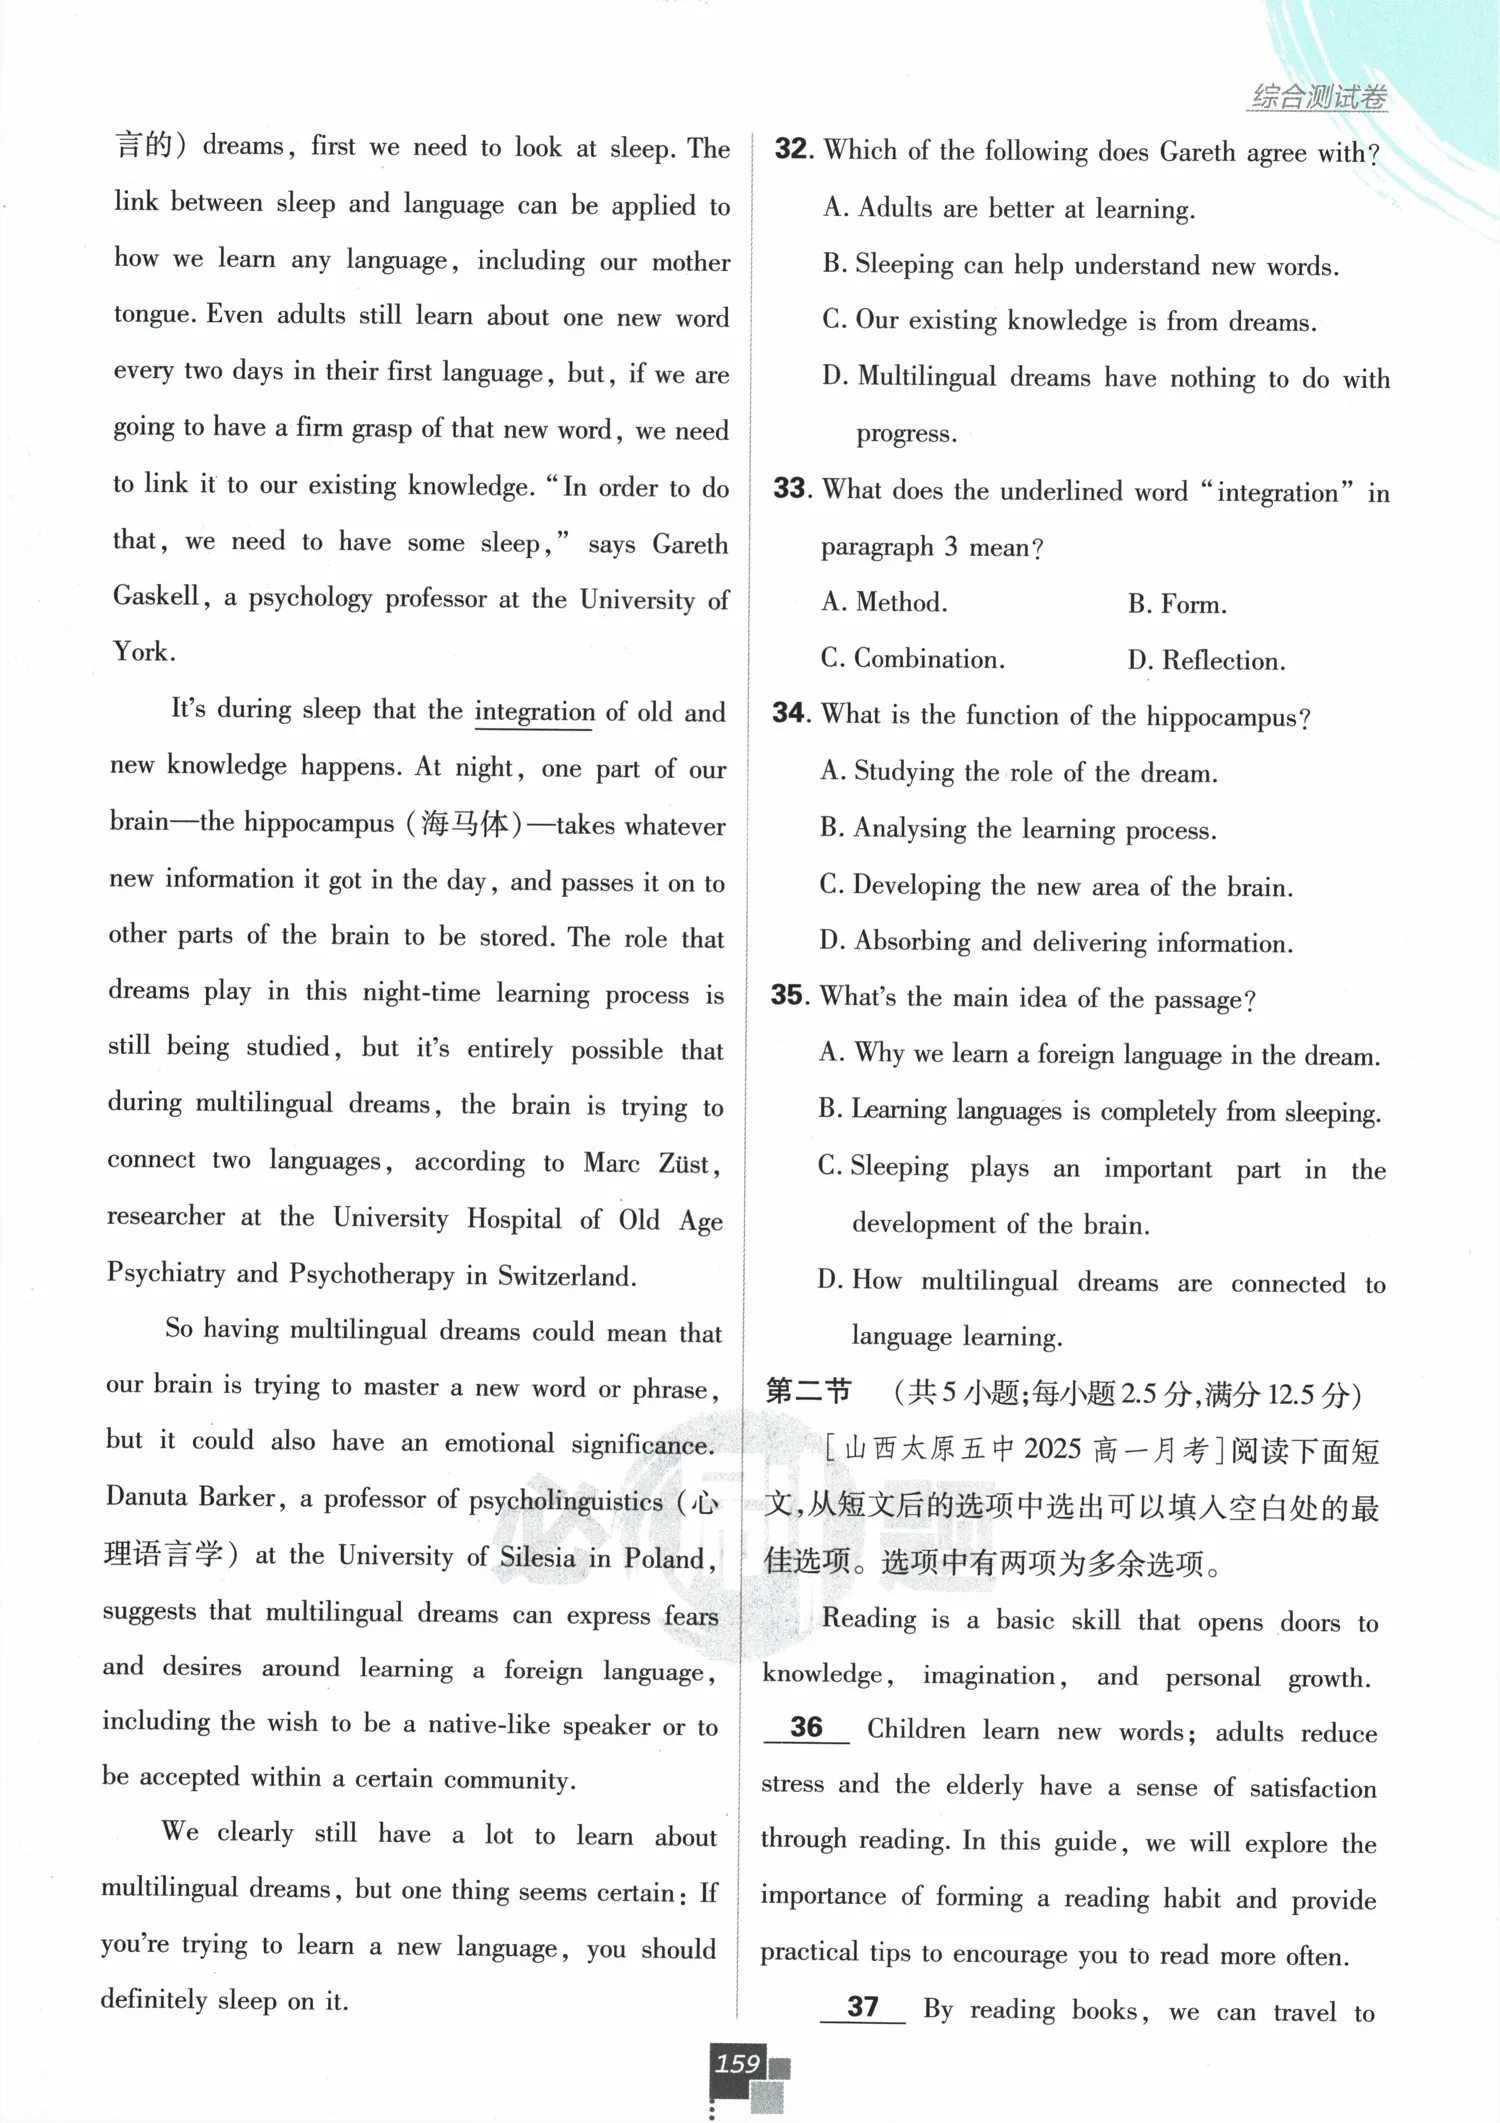 综合测试卷
言的) dreams, first we need to look at sleep. The
link between sleep and language can be applied to
how we learn any language, including our mother
tongue. Even adults still learn about one new word
every two days in their first language, but, if we are
going to have a firm grasp of that new word, we need
to link it to our existing knowledge. “In order to do
that, we need to have some sleep,” says Gareth
Gaskell, a psychology professor at the University of
York.
It's during sleep that the integration of old and
new knowledge happens. At night, one part of our
brain—the hippocampus (海马体)—takes whatever
new information it got in the day, and passes it on to
other parts of the brain to be stored. The role that
dreams play in this night-time learning process is
still being studied, but it's entirely possible that
during multilingual dreams, the brain is trying to
connect two languages, according to Marc Züst,
researcher at the University Hospital of Old Age
Psychiatry and Psychotherapy in Switzerland.
So having multilingual dreams could mean that
our brain is trying to master a new word or phrase,
but it could also have an emotional significance.
Danuta Barker, a professor of psycholinguistics (心
理语言学) at the University of Silesia in Poland,
suggests that multilingual dreams can express fears
and desires around learning a foreign language,
including the wish to be a native-like speaker or to
be accepted within a certain community.
We clearly still have a lot to learn about
multilingual dreams, but one thing seems certain: If
you're trying to learn a new language, you should
definitely sleep on it.
32. Which of the following does Gareth agree with?
A. Adults are better at learning.
B. Sleeping can help understand new words.
C. Our existing knowledge is from dreams.
D. Multilingual dreams have nothing to do with
progress.
33. What does the underlined word “integration” in
paragraph 3 mean?
A. Method. B. Form.
C. Combination. D. Reflection.
34. What is the function of the hippocampus?
A. Studying the role of the dream.
B. Analysing the learning process.
C. Developing the new area of the brain.
D. Absorbing and delivering information.
35. What's the main idea of the passage?
A. Why we learn a foreign language in the dream.
B. Learning languages is completely from sleeping.
C. Sleeping plays an important part in the
development of the brain.
D. How multilingual dreams are connected to
language learning.
第二节 (共5小题;每小题2.5分,满分12.5分)
[山西太原五中2025高一月考]阅读下面短
文,从短文后的选项中选出可以填入空白处的最
佳选项。选项中有两项为多余选项。
Reading is a basic skill that opens doors to
knowledge, imagination, and personal growth.
36 Children learn new words; adults reduce
stress and the elderly have a sense of satisfaction
through reading. In this guide, we will explore the
importance of forming a reading habit and provide
practical tips to encourage you to read more often.
37 By reading books, we can travel to
必刷题
159